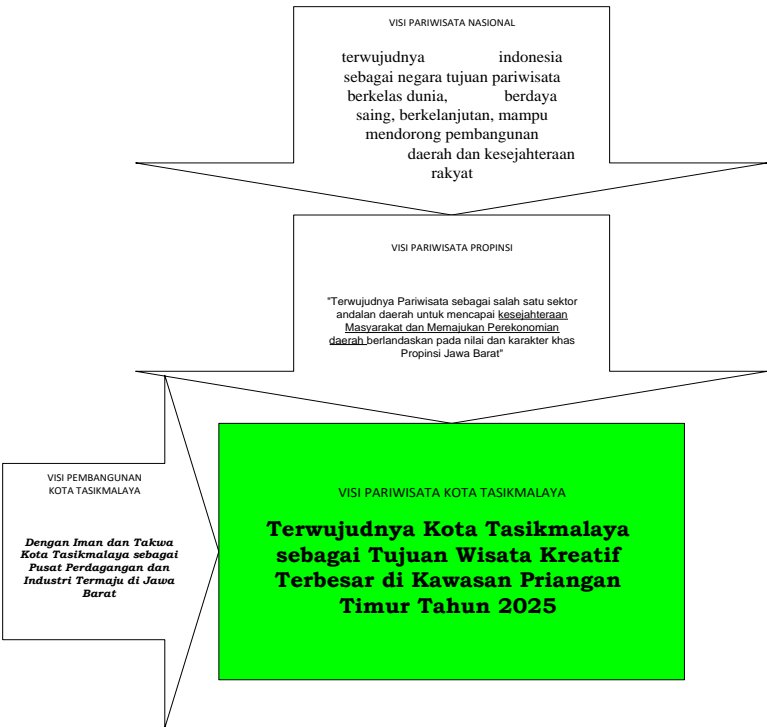 VISI PARIWISATA NASIONAL
terwujudnya indonesia
sebagai negara tujuan pariwisata
berkelas dunia, berdaya
saing, berkelanjutan, mampu
mendorong pembangunan
daerah dan kesejahteraan
rakyat
VISI PARIWISATA PROPINSI
"Terwujudnya Pariwisata sebagai salah satu sektor
andalan daerah untuk mencapai kesejahteraan
Masyarakat dan Memajukan Perekonomian
daerah berlandaskan pada nilai dan karakter khas
Propinsi Jawa Barat"
VISI PEMBANGUNAN
KOTA TASIKMALAYA
Dengan Iman dan Takwa
Kota Tasikmalaya sebagai
Pusat Perdagangan dan
Industri Termaju di Jawa
Barat
VISI PARIWISATA KOTA TASIKMALAYA
Terwujudnya Kota Tasikmalaya
sebagai Tujuan Wisata Kreatif
Terbesar di Kawasan Priangan
Timur Tahun 2025